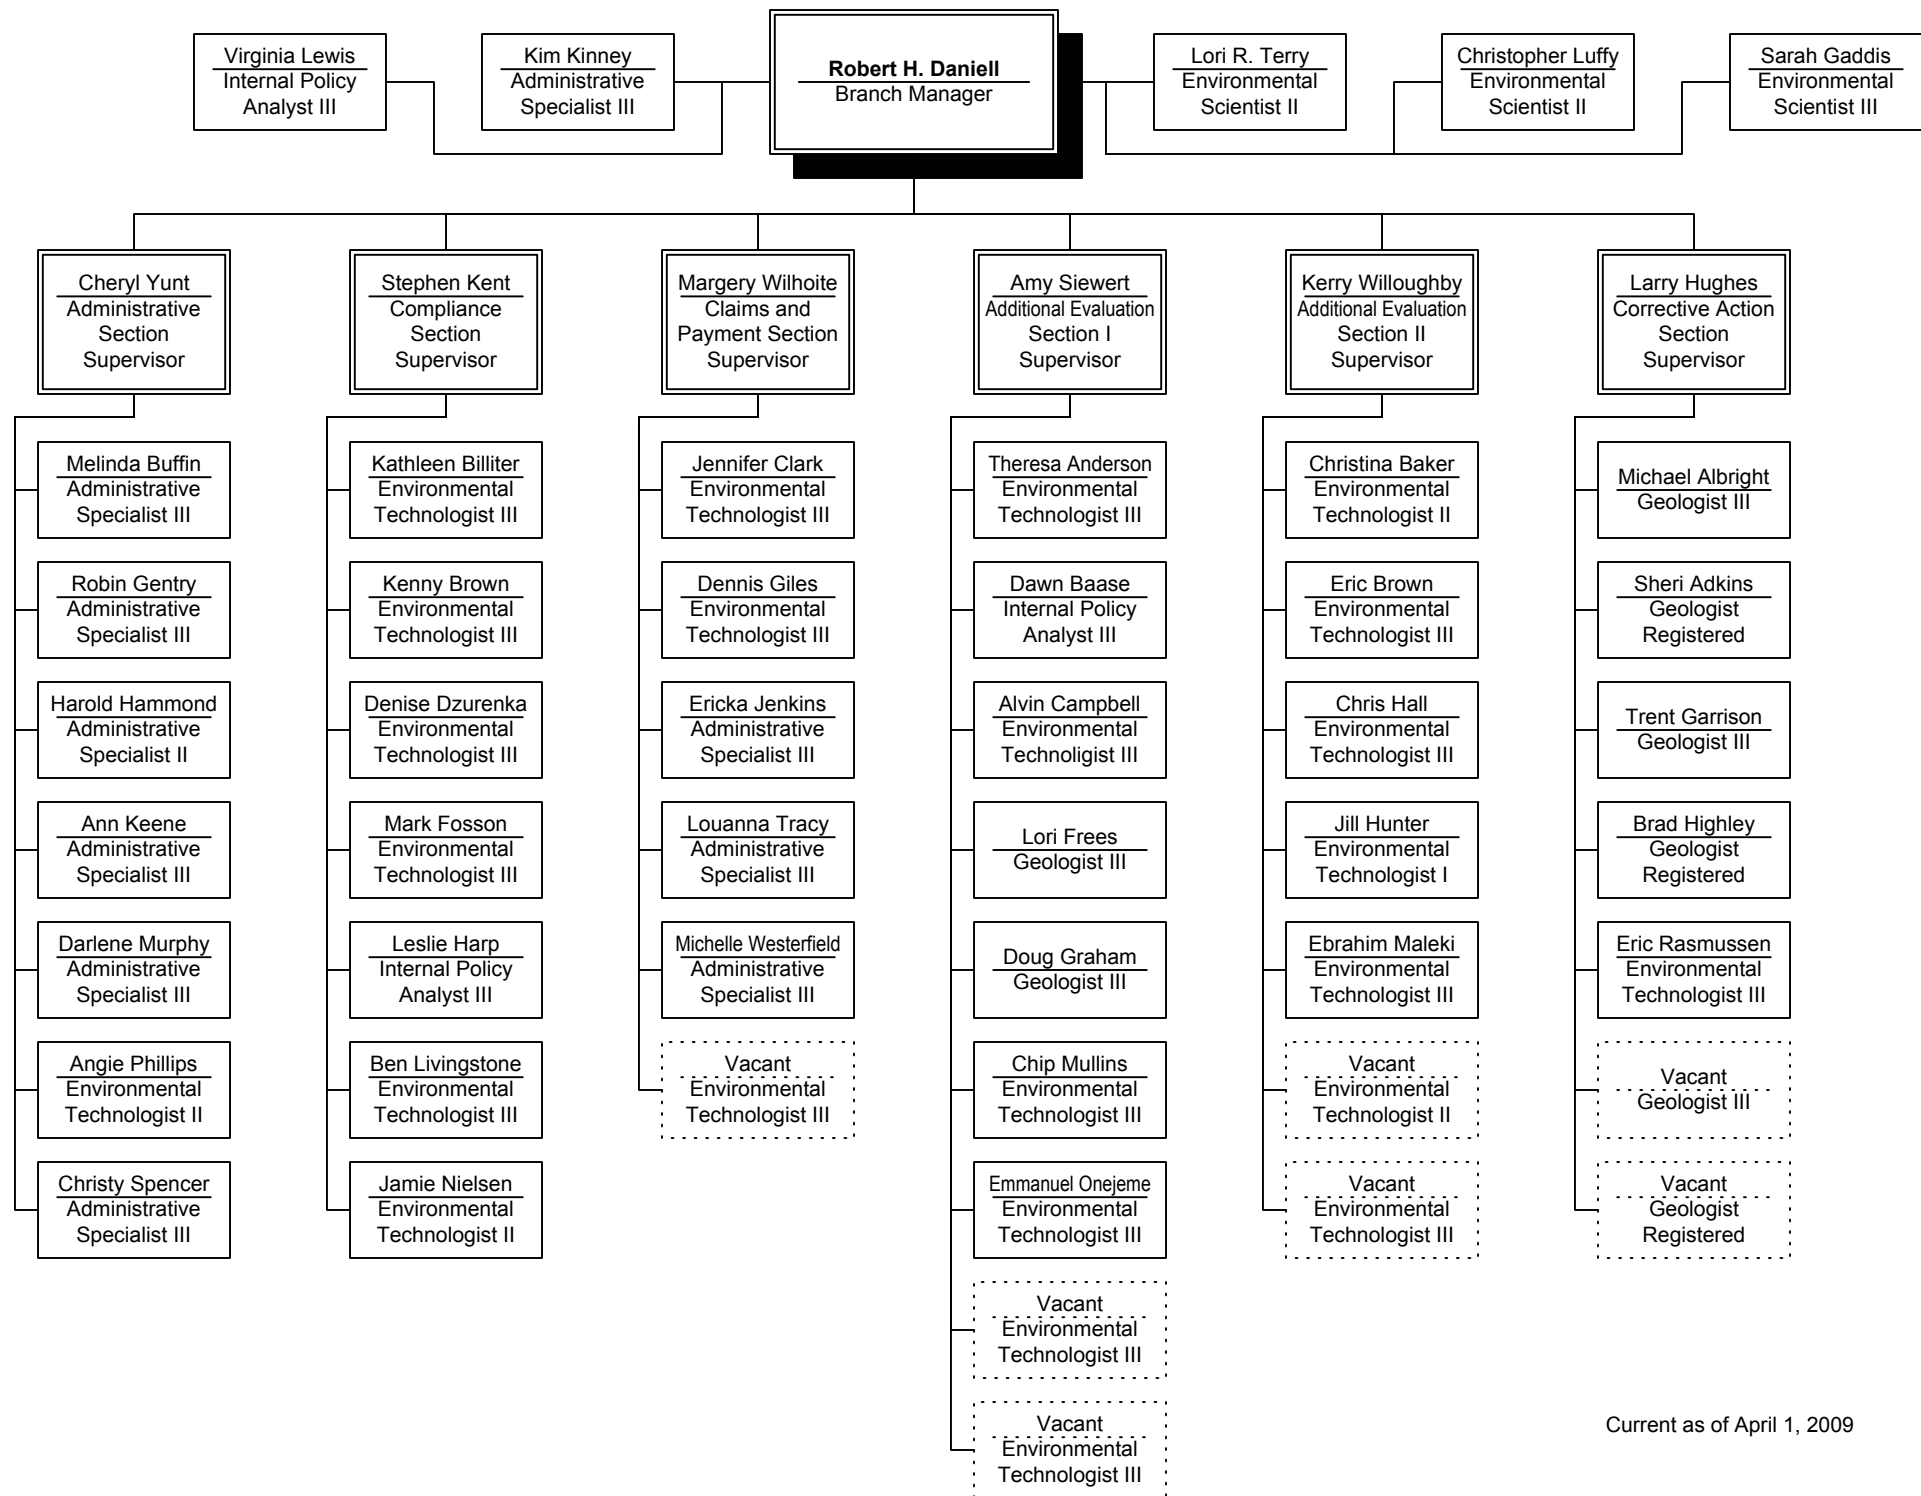 Virginia Lewis
Internal Policy
Analyst III
Kim Kinney
Administrative
Specialist III
Robert H. Daniell
Branch Manager
Lori R. Terry
Environmental
Scientist II
Christopher Luffy
Environmental
Scientist II
Sarah Gaddis
Environmental
Scientist III
Cheryl Yunt
Administrative
Section
Supervisor
Melinda Buffin
Administrative
Specialist III
Robin Gentry
Administrative
Specialist III
Harold Hammond
Administrative
Specialist II
Ann Keene
Administrative
Specialist III
Darlene Murphy
Administrative
Specialist III
Angie Phillips
Environmental
Technologist II
Christy Spencer
Administrative
Specialist III
Stephen Kent
Compliance
Section
Supervisor
Kathleen Billiter
Environmental
Technologist III
Kenny Brown
Environmental
Technologist III
Denise Dzurenka
Environmental
Technologist III
Mark Fosson
Environmental
Technologist III
Leslie Harp
Internal Policy
Analyst III
Ben Livingstone
Environmental
Technologist III
Jamie Nielsen
Environmental
Technologist II
Margery Wilhoite
Claims and
Payment Section
Supervisor
Jennifer Clark
Environmental
Technologist III
Dennis Giles
Environmental
Technologist III
Ericka Jenkins
Administrative
Specialist III
Louanna Tracy
Administrative
Specialist III
Michelle Westerfield
Administrative
Specialist III
Vacant
Environmental
Technologist III
Amy Siewert
Additional Evaluation
Section I
Supervisor
Theresa Anderson
Environmental
Technologist III
Dawn Baase
Internal Policy
Analyst III
Alvin Campbell
Environmental
Technoligist III
Lori Frees
Geologist III
Doug Graham
Geologist III
Chip Mullins
Environmental
Technologist III
Emmanuel Onejeme
Environmental
Technologist III
Vacant
Environmental
Technologist III
Vacant
Environmental
Technologist III
Kerry Willoughby
Additional Evaluation
Section II
Supervisor
Christina Baker
Environmental
Technologist II
Eric Brown
Environmental
Technologist III
Chris Hall
Environmental
Technologist III
Jill Hunter
Environmental
Technologist I
Ebrahim Maleki
Environmental
Technologist III
Vacant
Environmental
Technologist II
Vacant
Environmental
Technologist III
Larry Hughes
Corrective Action
Section
Supervisor
Michael Albright
Geologist III
Sheri Adkins
Geologist
Registered
Trent Garrison
Geologist III
Brad Highley
Geologist
Registered
Eric Rasmussen
Environmental
Technologist III
Vacant
Geologist III
Vacant
Geologist
Registered
Current as of April 1, 2009